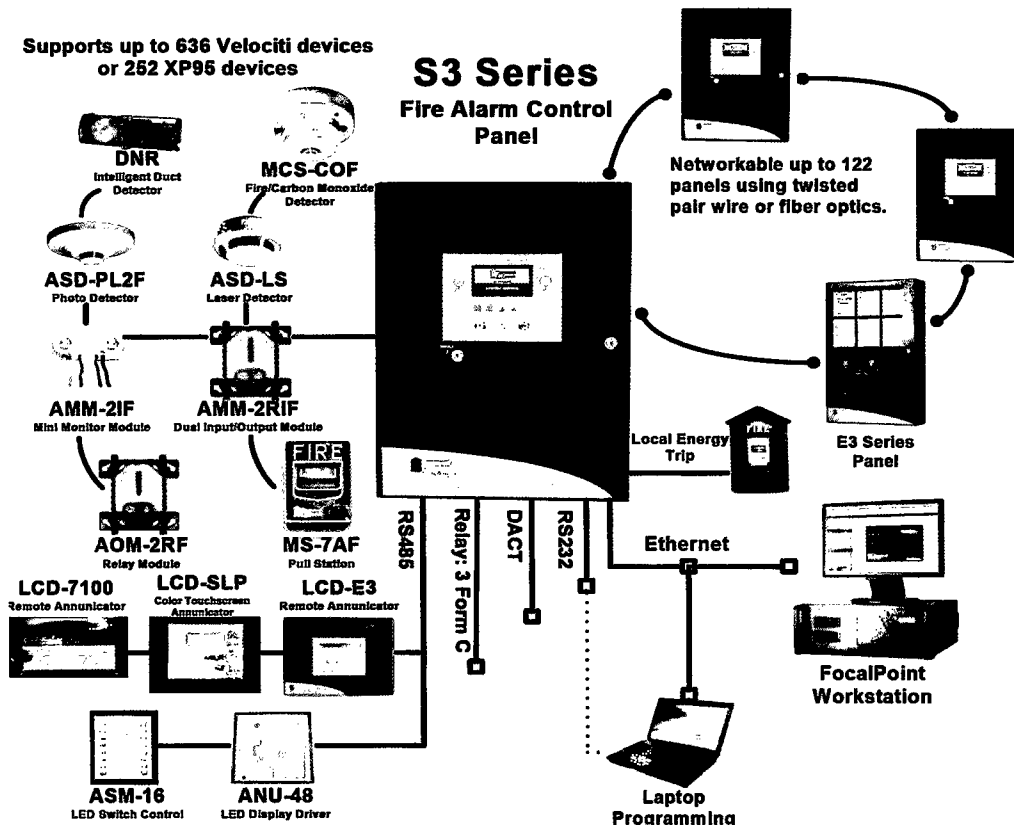 Supports up to 636 Velociti devices
or 252 XP95 devices
S3 Series
Fire Alarm Control
Panel
Networkable up to 122
panels using twisted
pair wire or fiber optics.
DNR
Intelligent Duct
Detector
MCS-COF
Fire/Carbon Monoxide
Detector
ASD-PL2F
Photo Detector
ASD-LS
Laser Detector
AMM-2IF
Mini Monitor Module
AMM-2RIF
Dual Input/Output Module
AOM-2RF
Relay Module
FIRE
MS-7AF
Pull Station
E3 Series
Panel
Local Energy
Trip
FIRE
RS485
Relay: 3 Form C
DACT
RS232
Ethernet
LCD-7100
Remote Annunicator
LCD-SLP
Color Touchscreen
Annunicator
LCD-E3
Remote Annunicator
FocalPoint
Workstation
ASM-16
LED Switch Control
ANU-48
LED Display Driver
Laptop
Programming